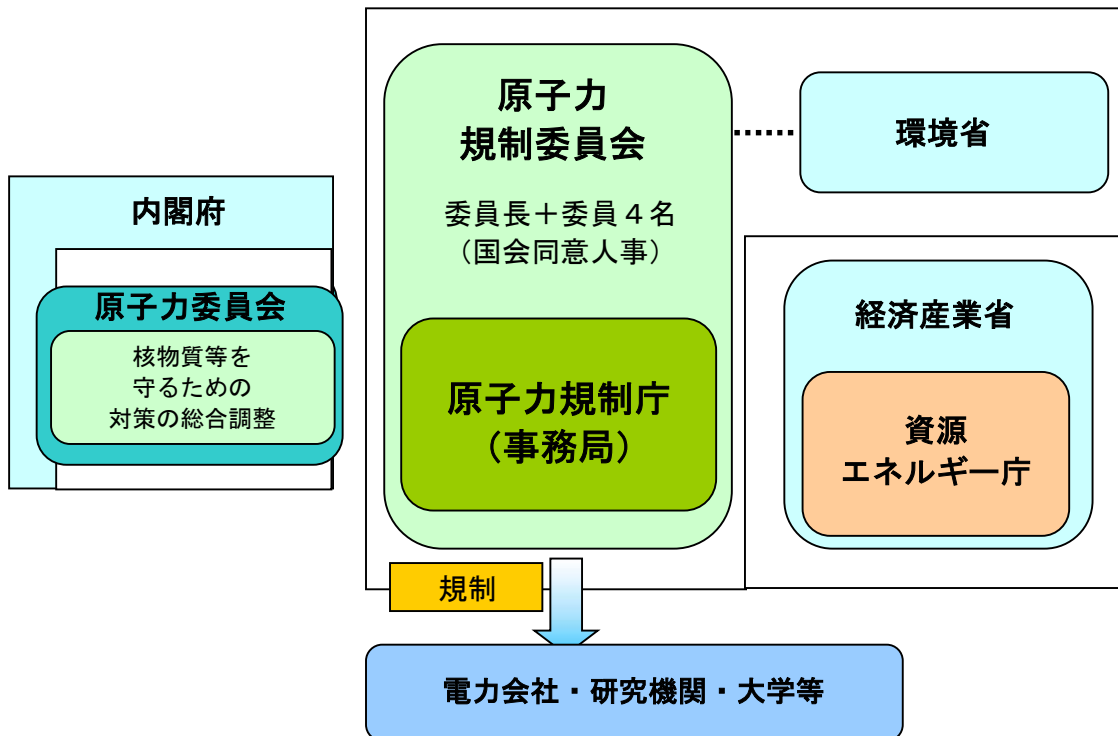 内閣府
原子力委員会
核物質等を
守るための
対策の総合調整
原子力
規制委員会
委員長＋委員４名
（国会同意人事）
原子力規制庁
（事務局）
環境省
経済産業省
資源
エネルギー庁
規制
電力会社・研究機関・大学等